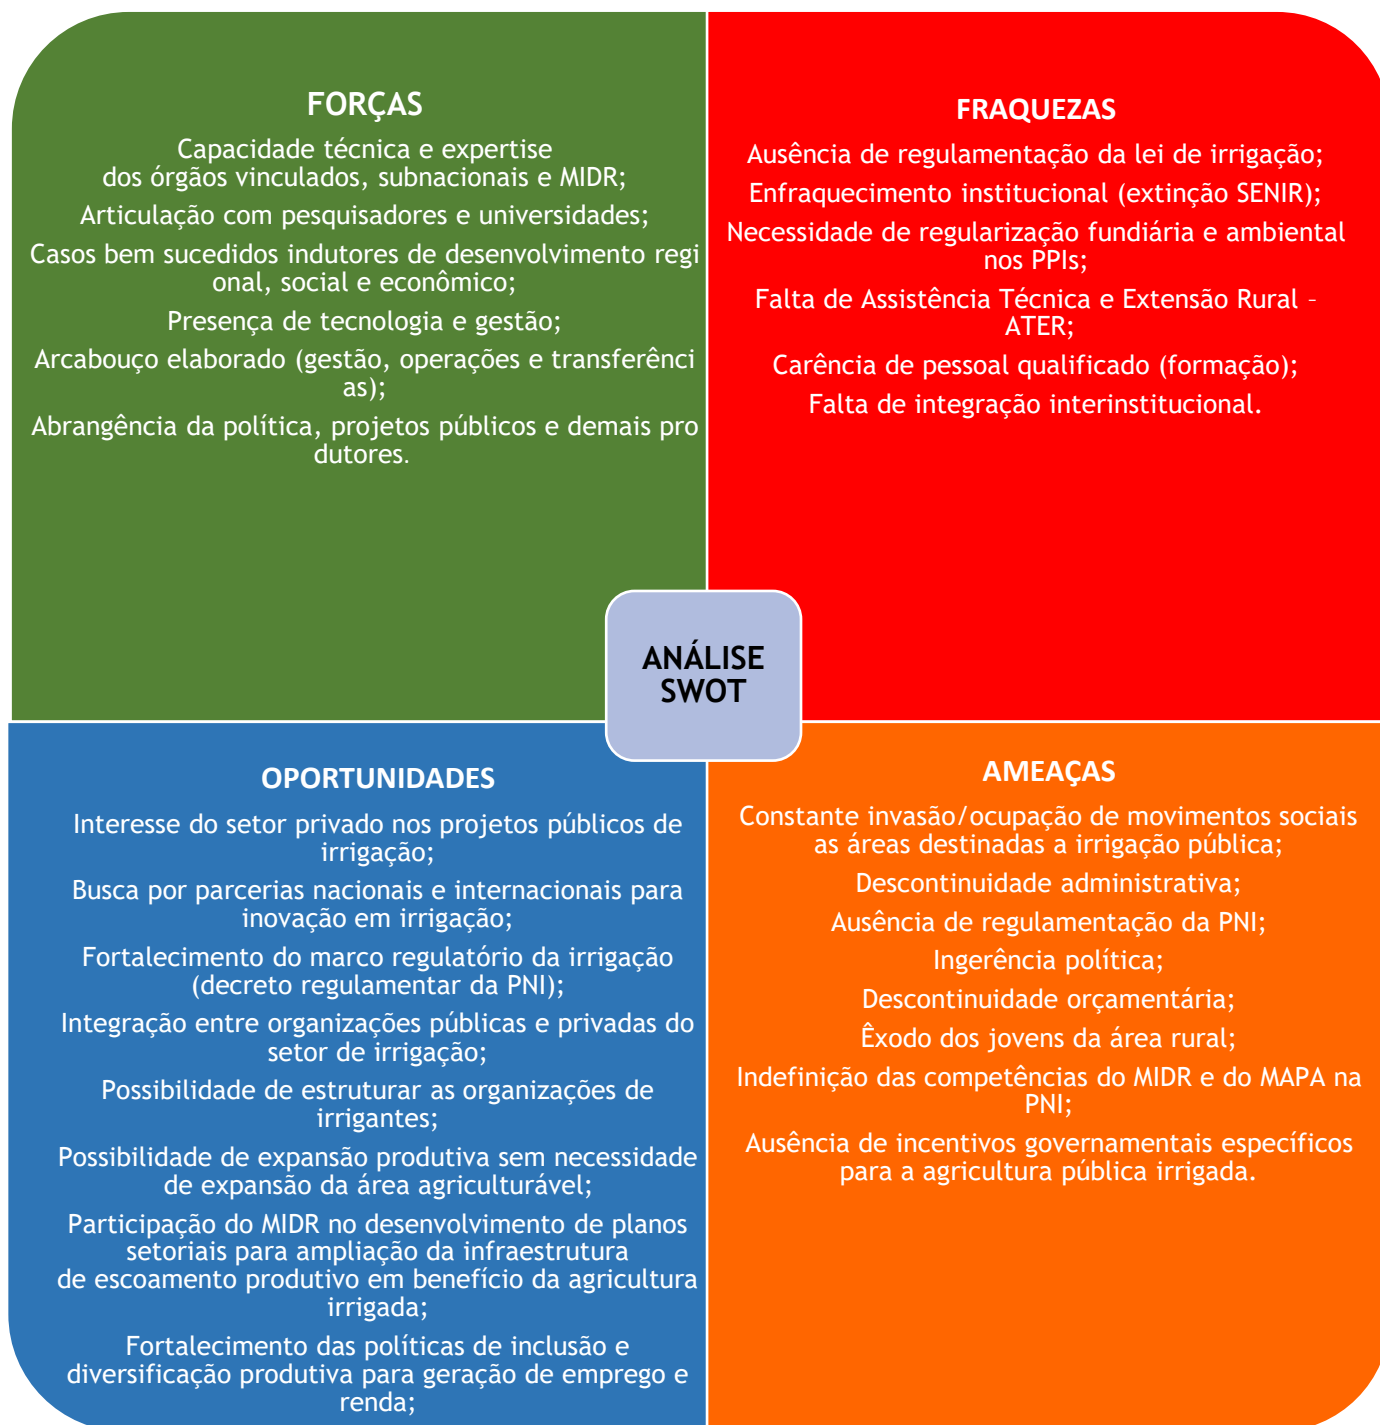 FORÇAS
Capacidade técnica e expertise
dos órgãos vinculados, subnacionais e MIDR;
Articulação com pesquisadores e universidades;
Casos bem sucedidos indutores de desenvolvimento regi
onal, social e econômico;
Presença de tecnologia e gestão;
Arcabouço elaborado (gestão, operações e transferênci
as);
Abrangência da política, projetos públicos e demais pro
dutores.
FRAQUEZAS
Ausência de regulamentação da lei de irrigação;
Enfraquecimento institucional (extinção SENIR);
Necessidade de regularização fundiária e ambiental
nos PPIs;
Falta de Assistência Técnica e Extensão Rural –
ATER;
Carência de pessoal qualificado (formação);
Falta de integração interinstitucional.
ANÁLISE
SWOT
OPORTUNIDADES
Interesse do setor privado nos projetos públicos de
irrigação;
Busca por parcerias nacionais e internacionais para
inovação em irrigação;
Fortalecimento do marco regulatório da irrigação
(decreto regulamentar da PNI);
Integração entre organizações públicas e privadas do
setor de irrigação;
Possibilidade de estruturar as organizações de
irrigantes;
Possibilidade de expansão produtiva sem necessidade
de expansão da área agriculturável;
Participação do MIDR no desenvolvimento de planos
setoriais para ampliação da infraestrutura
de escoamento produtivo em benefício da agricultura
irrigada;
Fortalecimento das políticas de inclusão e
diversificação produtiva para geração de emprego e
renda;
AMEAÇAS
Constante invasão/ocupação de movimentos sociais
as áreas destinadas a irrigação pública;
Descontinuidade administrativa;
Ausência de regulamentação da PNI;
Ingerência política;
Descontinuidade orçamentária;
Êxodo dos jovens da área rural;
Indefinição das competências do MIDR e do MAPA na
PNI;
Ausência de incentivos governamentais específicos
para a agricultura pública irrigada.